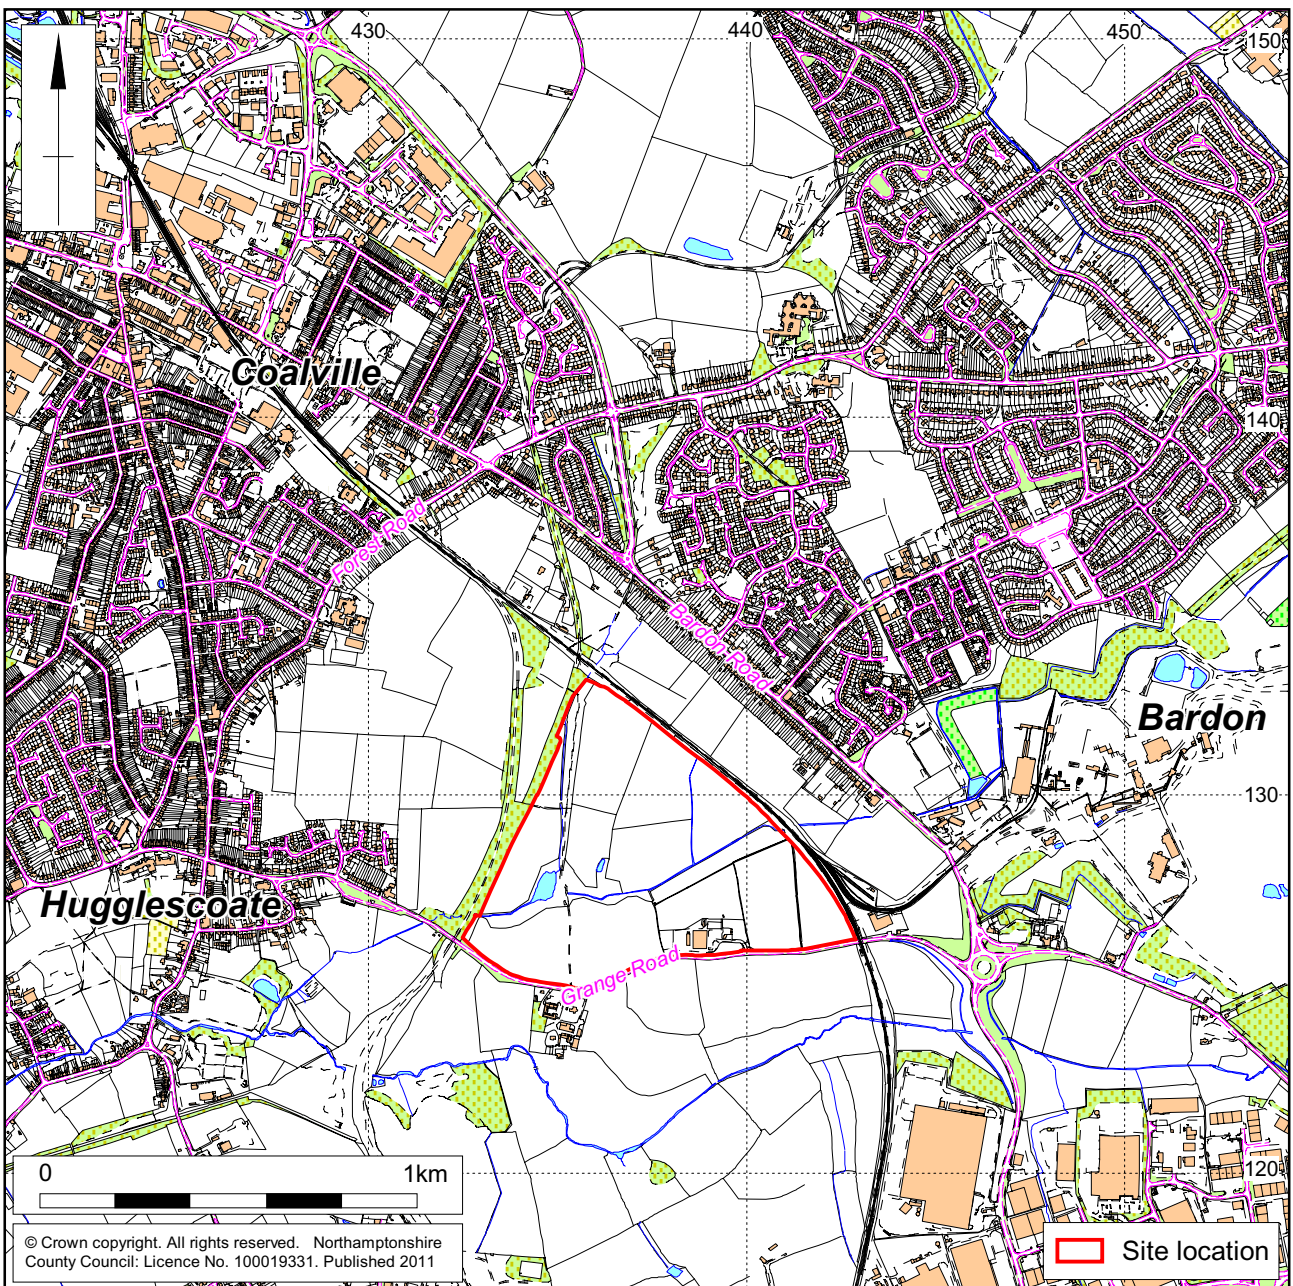 430
440
450
150
Coalville
140
Forest Road
Bardon Road
Bardon
130
Hugglescoate
Grange Road
120
0 1km
© Crown copyright. All rights reserved. Northamptonshire
County Council: Licence No. 100019331. Published 2011
Site location